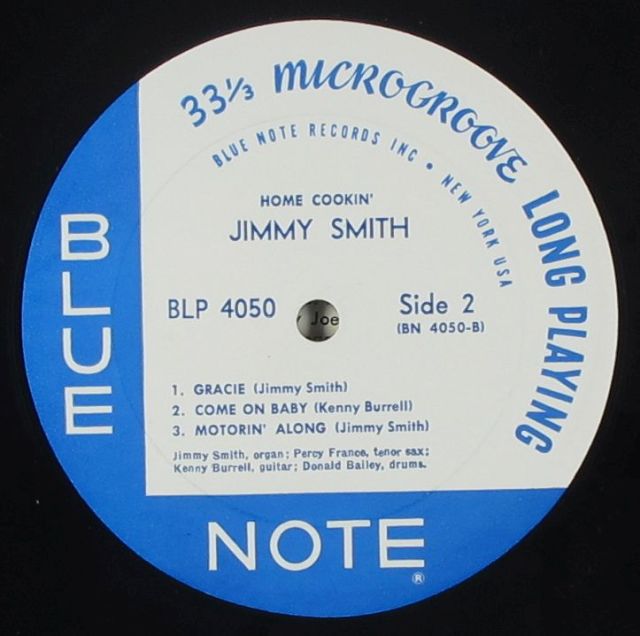 33⅓ MICROGROOVE LONG PLAYING
BLUE NOTE RECORDS INC • NEW YORK USA
HOME COOKIN'
JIMMY SMITH
BLP 4050
Joe
Side 2
(BN 4050-B)
1. GRACIE (Jimmy Smith)
2. COME ON BABY (Kenny Burrell)
3. MOTORIN' ALONG (Jimmy Smith)
Jimmy Smith, organ; Percy France, tenor sax;
Kenny Burrell, guitar; Donald Bailey, drums.
BLUE
NOTE
®